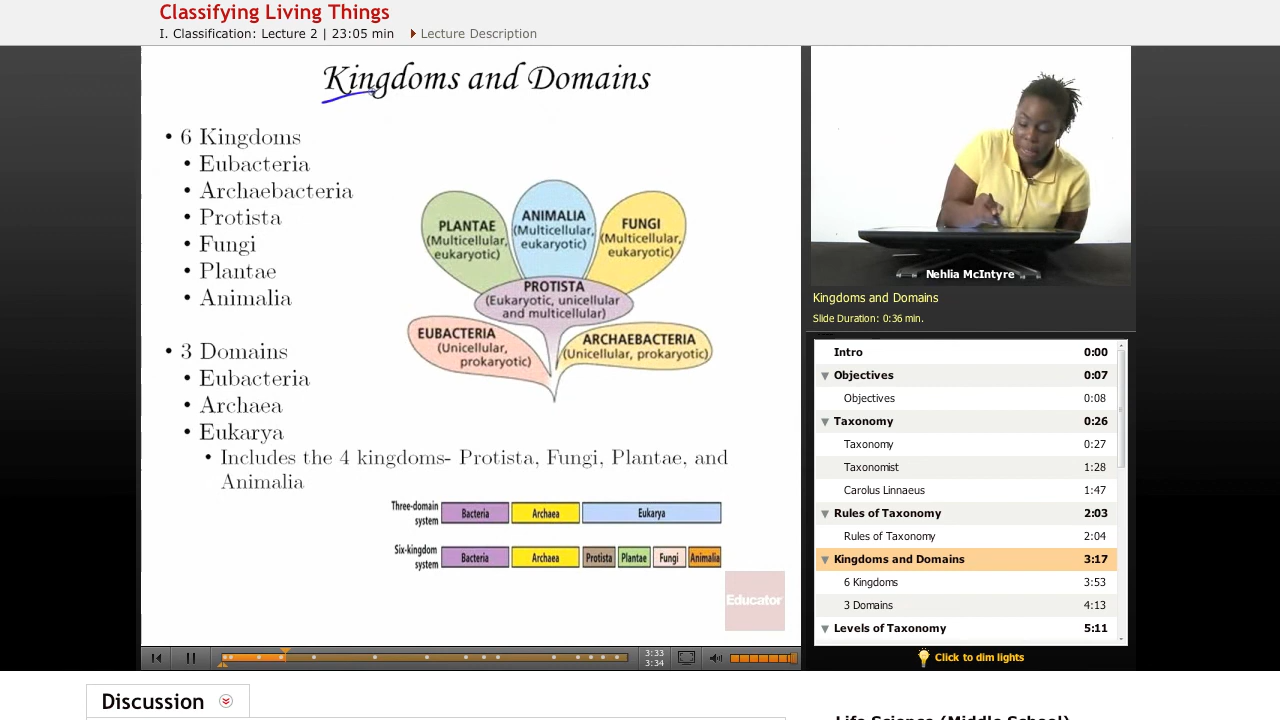 Classifying Living Things
I. Classification: Lecture 2 | 23:05 min
Lecture Description
Kingdoms and Domains
• 6 Kingdoms
• Eubacteria
• Archaebacteria
• Protista
• Fungi
• Plantae
• Animalia
• 3 Domains
• Eubacteria
• Archaea
• Eukarya
• Includes the 4 kingdoms- Protista, Fungi, Plantae, and
Animalia
PLANTAE
(Multicellular,
eukaryotic)
ANIMALIA
(Multicellular,
eukaryotic)
FUNGI
(Multicellular,
eukaryotic)
PROTISTA
(Eukaryotic, unicellular
and multicellular)
EUBACTERIA
(Unicellular,
prokaryotic)
ARCHAEBACTERIA
(Unicellular, prokaryotic)
Three-domain
system
Bacteria
Archaea
Eukarya
Six-kingdom
system
Bacteria
Archaea
Protista
Plantae
Fungi
Animalia
Educator
3:33
3:34
Nehlia McIntyre
Kingdoms and Domains
Slide Duration: 0:36 min.
Intro 0:00
Objectives 0:07
Objectives 0:08
Taxonomy 0:26
Taxonomy 0:27
Taxonomist 1:28
Carolus Linnaeus 1:47
Rules of Taxonomy 2:03
Rules of Taxonomy 2:04
Kingdoms and Domains 3:17
6 Kingdoms 3:53
3 Domains 4:13
Levels of Taxonomy 5:11
Click to dim lights
Discussion
Life Science (Middle School)